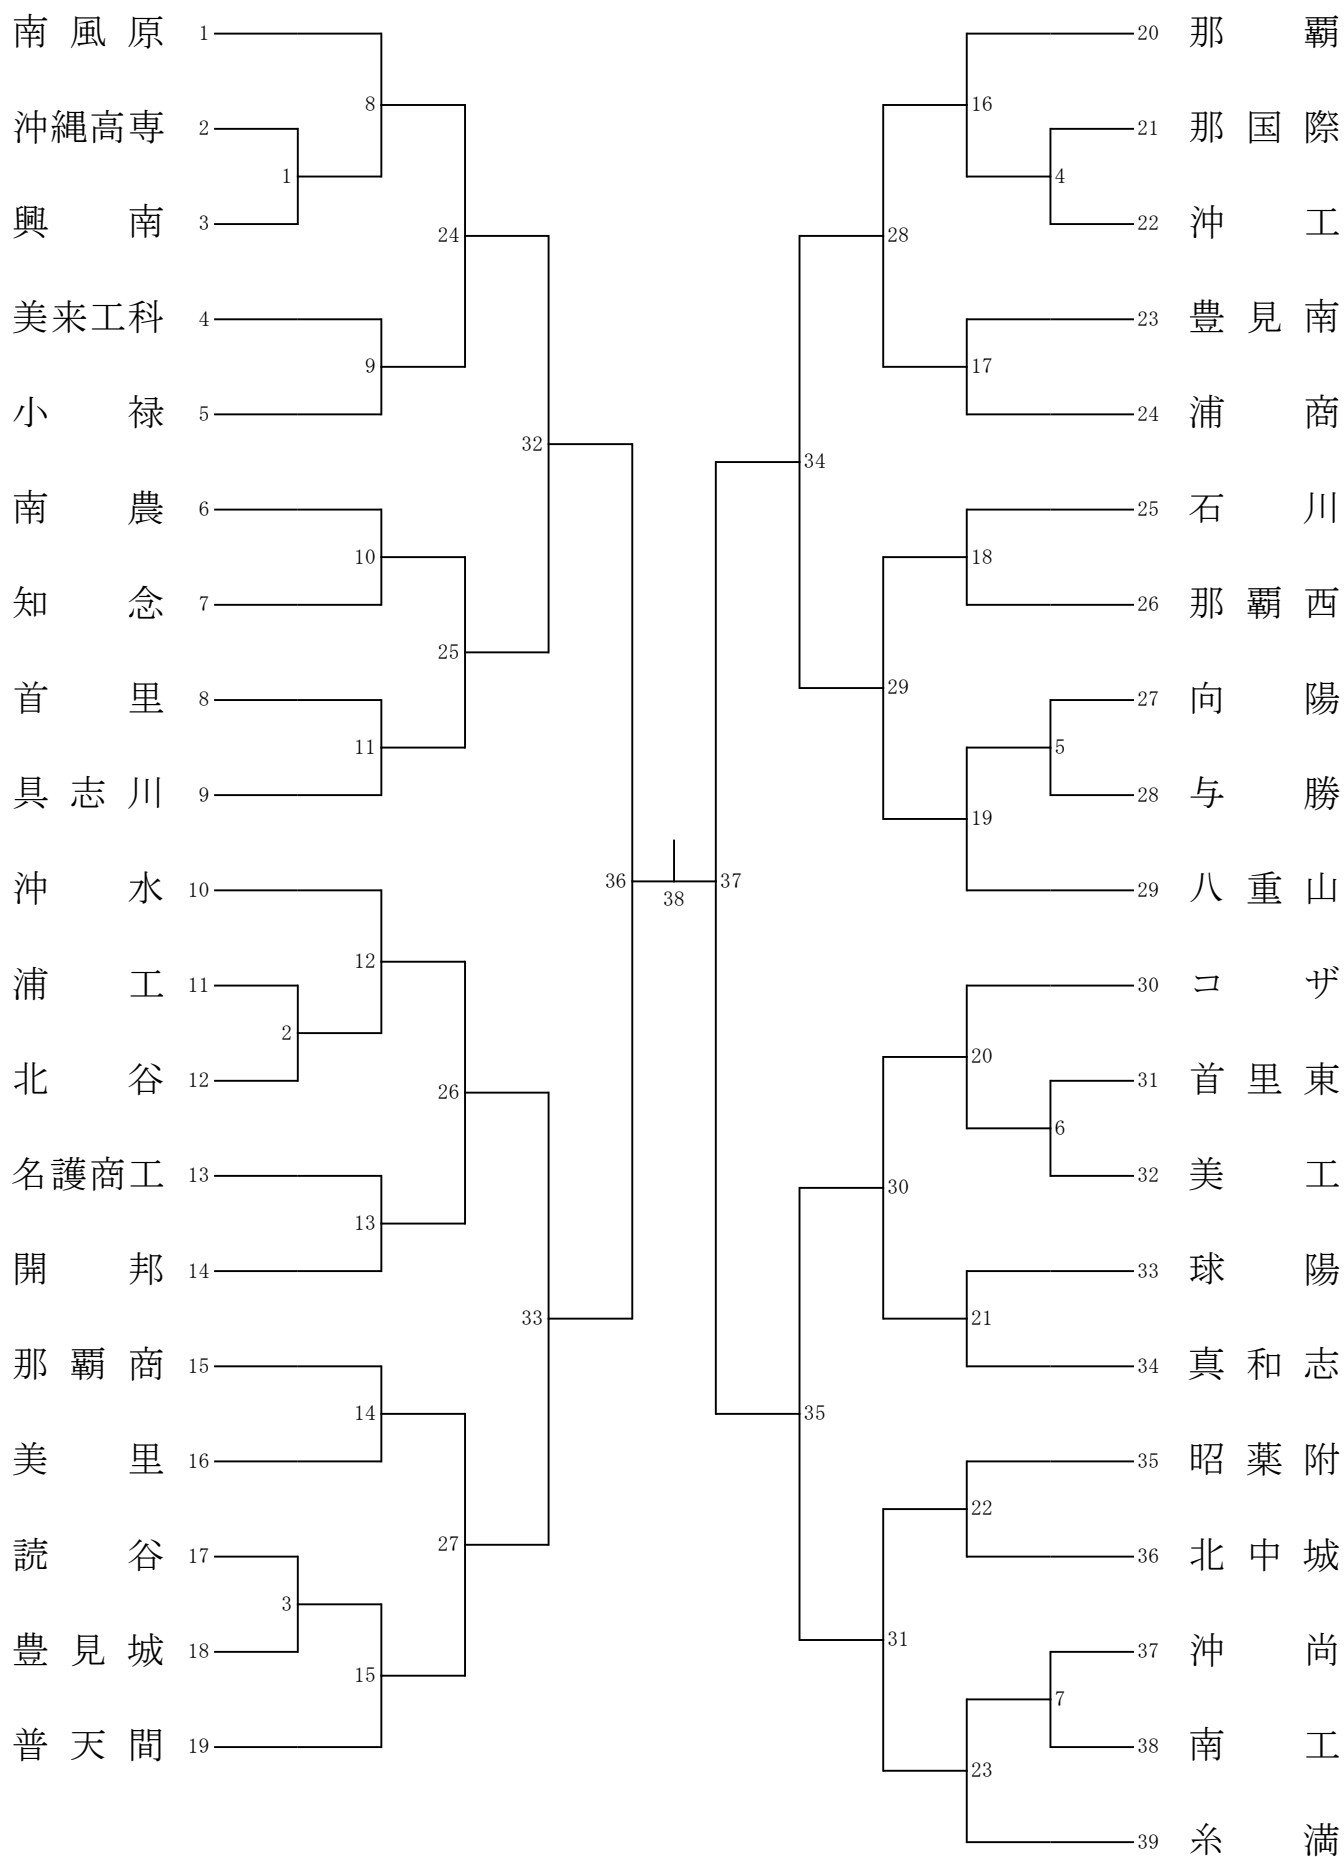 南風原 1
沖縄高専 2
興南 3
美来工科 4
小禄 5
南農 6
知念 7
首里 8
具志川 9
沖水 10
浦工 11
北谷 12
名護商工 13
開邦 14
那覇商 15
美里 16
読谷 17
豊見城 18
普天間 19
1
2
3
8
9
10
11
12
13
14
15
24
25
26
27
32
33
36
38
37
34
35
28
29
30
31
16
17
18
19
20
21
22
23
4
5
6
7
20 那覇
21 那国際
22 沖工
23 豊見南
24 浦商
25 石川
26 那覇西
27 向陽
28 与勝
29 八重山
30 コザ
31 首里東
32 美工
33 球陽
34 真和志
35 昭薬附
36 北中城
37 沖尚
38 南工
39 糸満